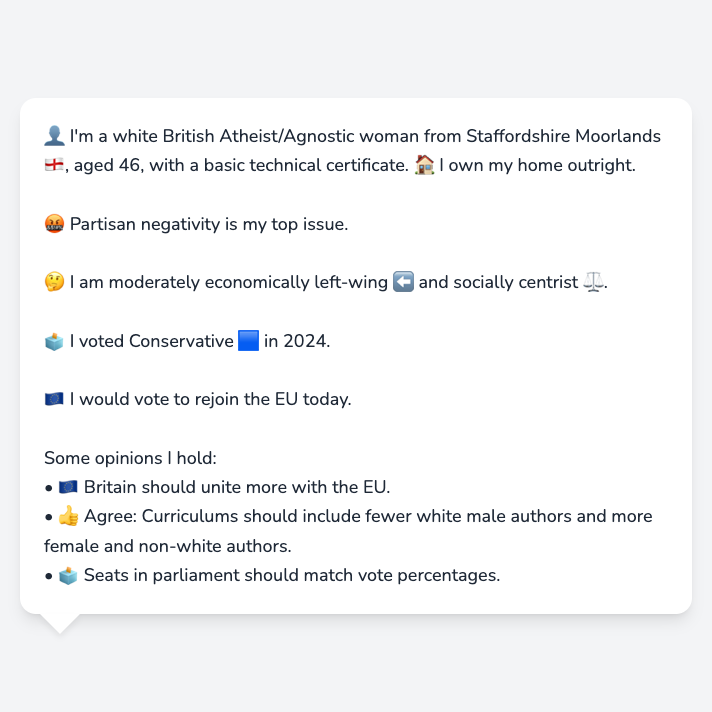 👤 I'm a white British Atheist/Agnostic woman from Staffordshire Moorlands
🏴󠁧󠁢󠁥󠁮󠁧󠁿, aged 46, with a basic technical certificate. 🏠 I own my home outright.
🤬 Partisan negativity is my top issue.
🤔 I am moderately economically left-wing ⬅️ and socially centrist ⚖️.
🗳️ I voted Conservative 🟦 in 2024.
🇪🇺 I would vote to rejoin the EU today.
Some opinions I hold:
• 🇪🇺 Britain should unite more with the EU.
• 👍 Agree: Curriculums should include fewer white male authors and more
female and non-white authors.
• 🗳️ Seats in parliament should match vote percentages.